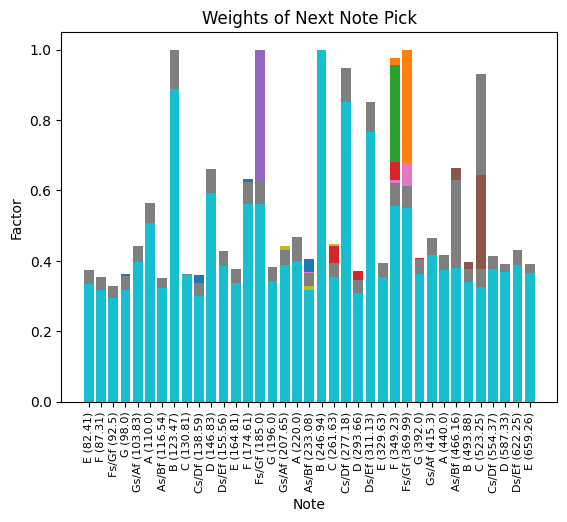 Weights of Next Note Pick
1.0
0.8
0.6
0.4
0.2
0.0
Factor
E (82.41)
F (87.31)
Fs/Gf (92.5)
G (98.0)
Gs/Af (103.83)
A (110.0)
As/Bf (116.54)
B (123.47)
C (130.81)
Cs/Df (138.59)
D (146.83)
Ds/Ef (155.56)
E (164.81)
F (174.61)
Fs/Gf (185.0)
G (196.0)
Gs/Af (207.65)
A (220.0)
As/Bf (233.08)
B (246.94)
C (261.63)
Cs/Df (277.18)
D (293.66)
Ds/Ef (311.13)
E (329.63)
F (349.23)
Fs/Gf (369.99)
G (392.0)
Gs/Af (415.3)
A (440.0)
As/Bf (466.16)
B (493.88)
C (523.25)
Cs/Df (554.37)
D (587.33)
Ds/Ef (622.25)
E (659.26)
Note